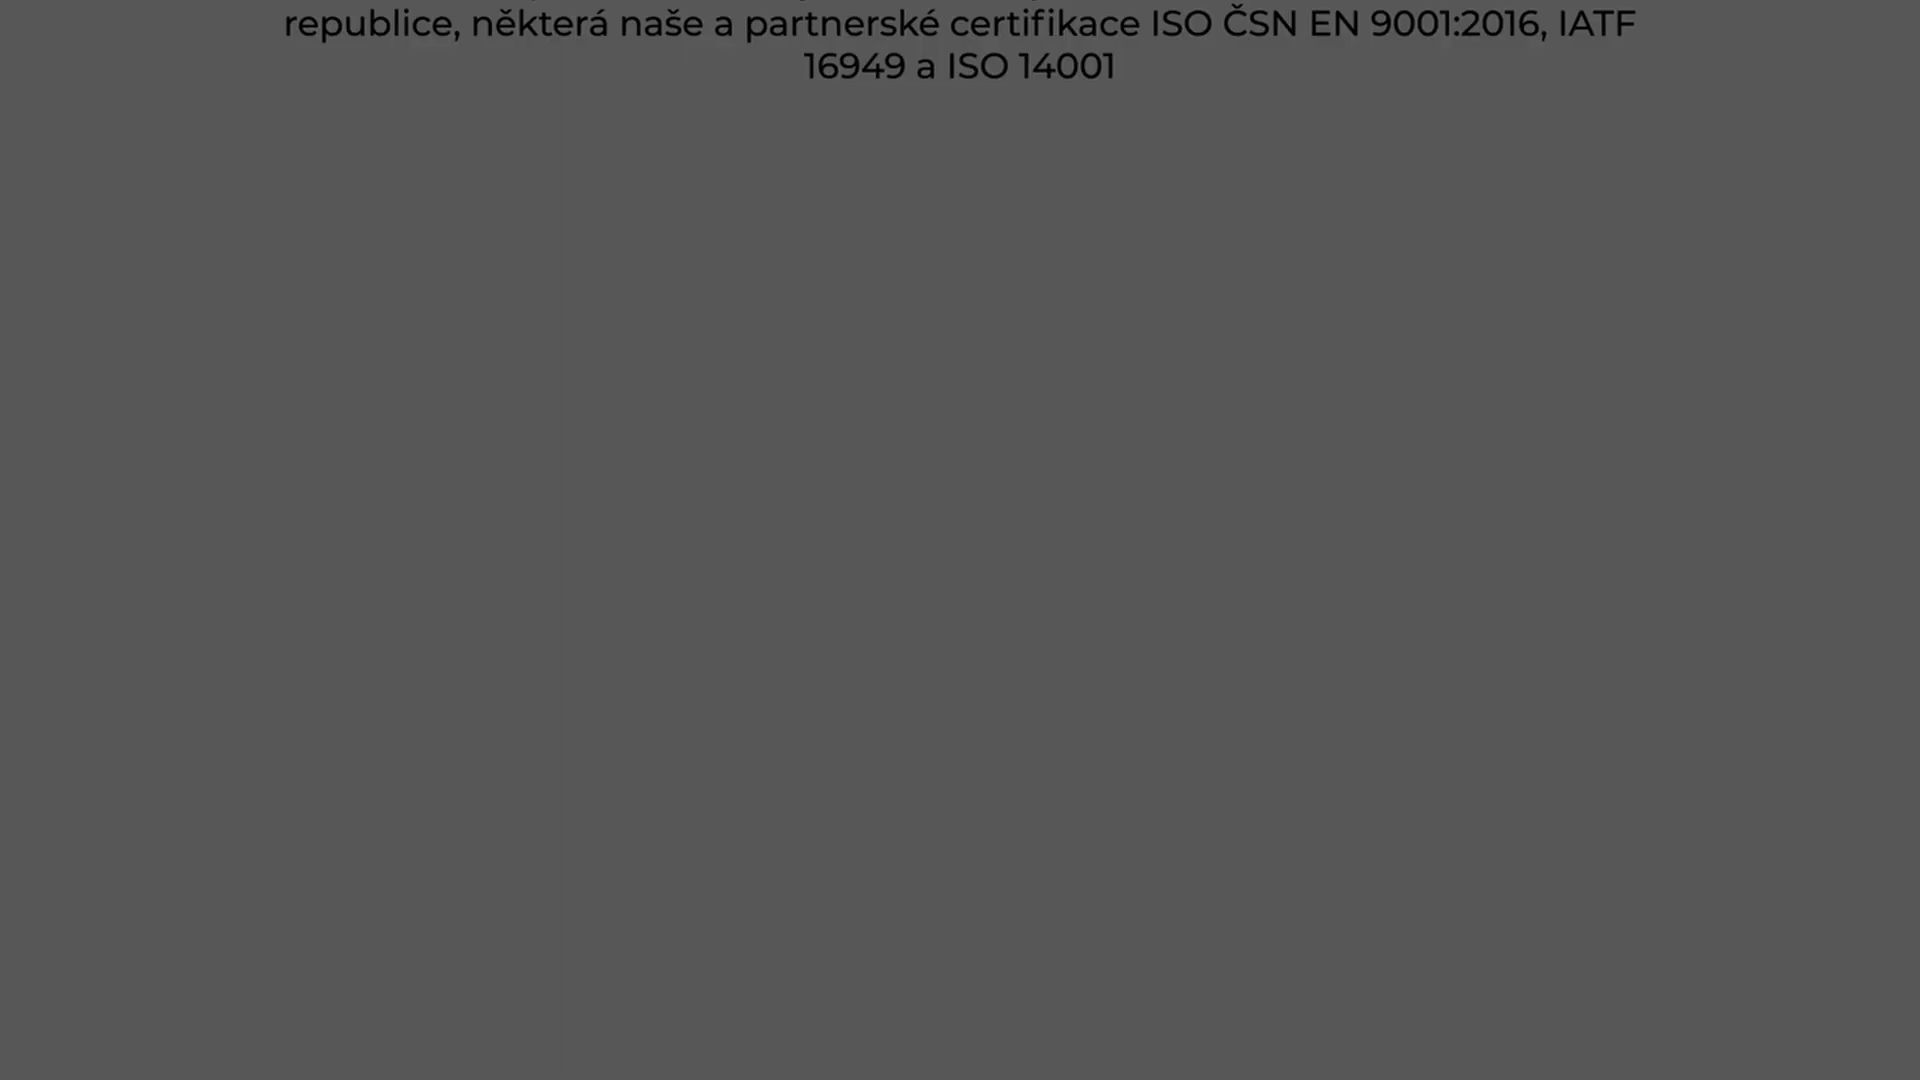 republice, některá naše a partnerské certifikace ISO ČSN EN 9001:2016, IATF
16949 a ISO 14001